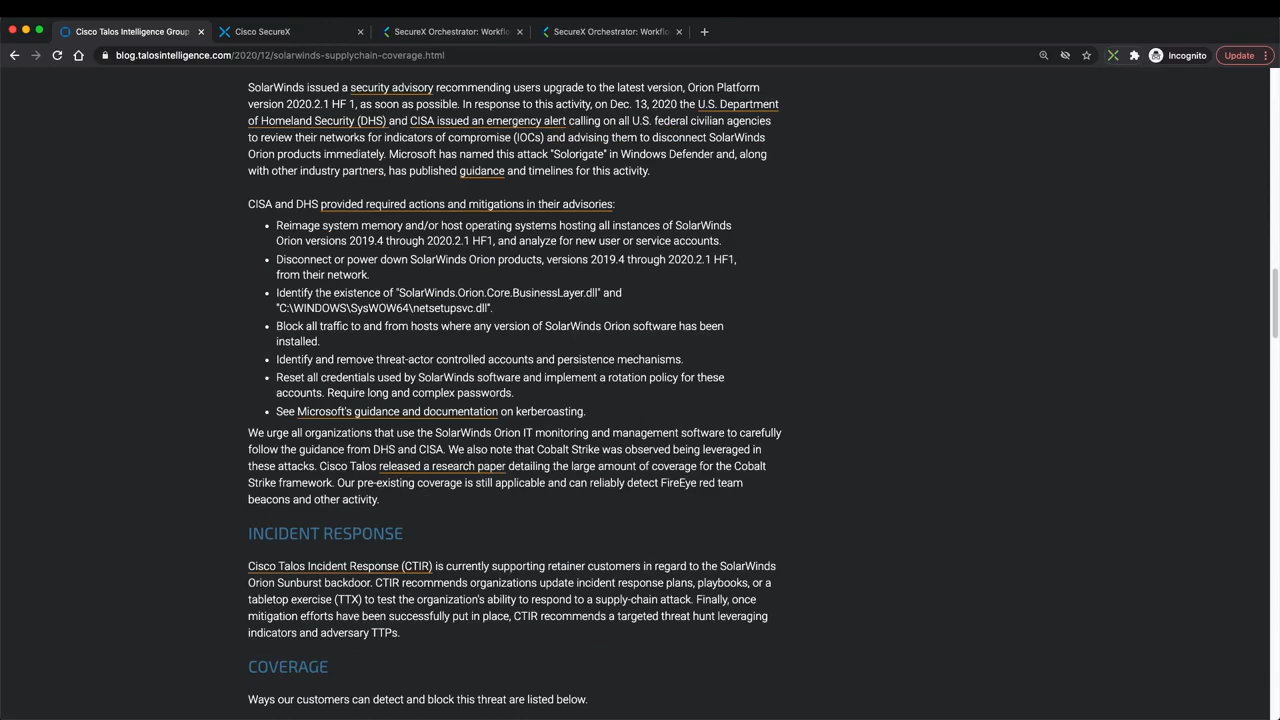 Cisco Talos Intelligence Group
Cisco SecureX
SecureX Orchestrator: Workflo
SecureX Orchestrator: Workflo
blog.talosintelligence.com/2020/12/solarwinds-supplychain-coverage.html
Incognito
Update
SolarWinds issued a security advisory recommending users upgrade to the latest version, Orion Platform
version 2020.2.1 HF 1, as soon as possible. In response to this activity, on Dec. 13, 2020 the U.S. Department
of Homeland Security (DHS) and CISA issued an emergency alert calling on all U.S. federal civilian agencies
to review their networks for indicators of compromise (IOCs) and advising them to disconnect SolarWinds
Orion products immediately. Microsoft has named this attack "Solorigate" in Windows Defender and, along
with other industry partners, has published guidance and timelines for this activity.
CISA and DHS provided required actions and mitigations in their advisories:
• Reimage system memory and/or host operating systems hosting all instances of SolarWinds
Orion versions 2019.4 through 2020.2.1 HF1, and analyze for new user or service accounts.
• Disconnect or power down SolarWinds Orion products, versions 2019.4 through 2020.2.1 HF1,
from their network.
• Identify the existence of "SolarWinds.Orion.Core.BusinessLayer.dll" and
"C:\WINDOWS\SysWOW64\netsetupsvc.dll".
• Block all traffic to and from hosts where any version of SolarWinds Orion software has been
installed.
• Identify and remove threat-actor controlled accounts and persistence mechanisms.
• Reset all credentials used by SolarWinds software and implement a rotation policy for these
accounts. Require long and complex passwords.
• See Microsoft's guidance and documentation on kerberoasting.
We urge all organizations that use the SolarWinds Orion IT monitoring and management software to carefully
follow the guidance from DHS and CISA. We also note that Cobalt Strike was observed being leveraged in
these attacks. Cisco Talos released a research paper detailing the large amount of coverage for the Cobalt
Strike framework. Our pre-existing coverage is still applicable and can reliably detect FireEye red team
beacons and other activity.
INCIDENT RESPONSE
Cisco Talos Incident Response (CTIR) is currently supporting retainer customers in regard to the SolarWinds
Orion Sunburst backdoor. CTIR recommends organizations update incident response plans, playbooks, or a
tabletop exercise (TTX) to test the organization's ability to respond to a supply-chain attack. Finally, once
mitigation efforts have been successfully put in place, CTIR recommends a targeted threat hunt leveraging
indicators and adversary TTPs.
COVERAGE
Ways our customers can detect and block this threat are listed below.